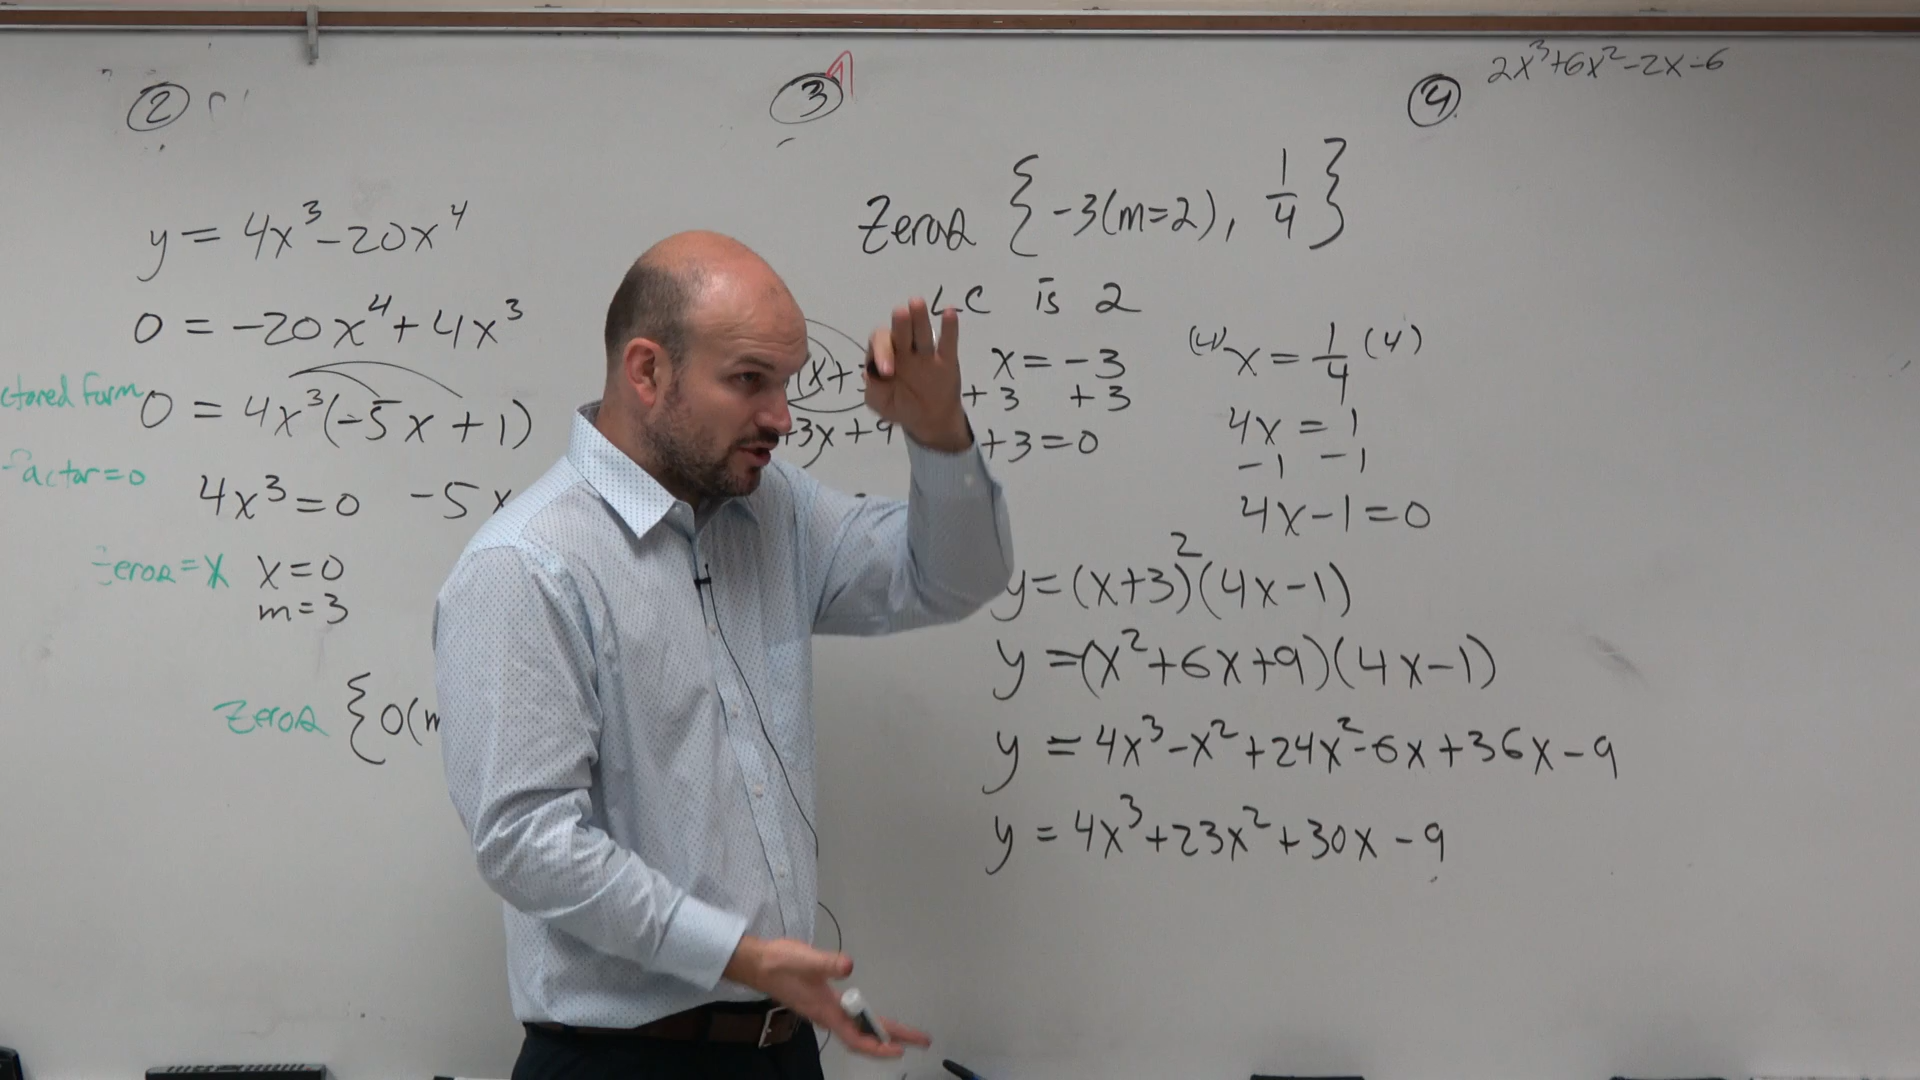 ②
y = 4x³-20x⁴
0 = -20x⁴+4x³
ctored Form 0 = 4x³(-5x+1)
actor=0
4x³=0 -5x
zeros=x x=0
m=3
Zeros {0(m
③
Zeros {-3(m=2), 1/4}
LC is 2
(x+3
+3x+9
x=-3
+3 +3
+3=0
(4)x=1/4(4)
4x=1
-1 -1
4x-1=0
y=(x+3)²(4x-1)
y=(x²+6x+9)(4x-1)
y=4x³-x²+24x²-6x+36x-9
y=4x³+23x²+30x-9
④ 2x³+6x²-2x-6